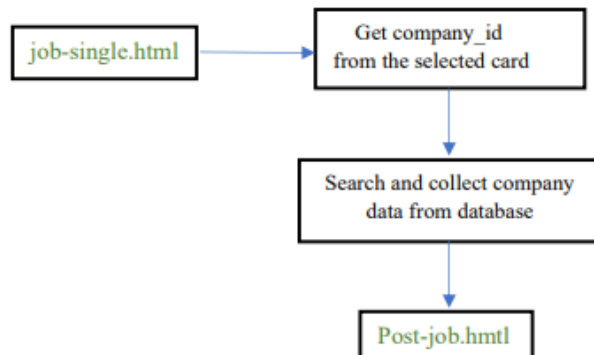 job-single.html
Get company_id
from the selected card
Search and collect company
data from database
Post-job.hmtl